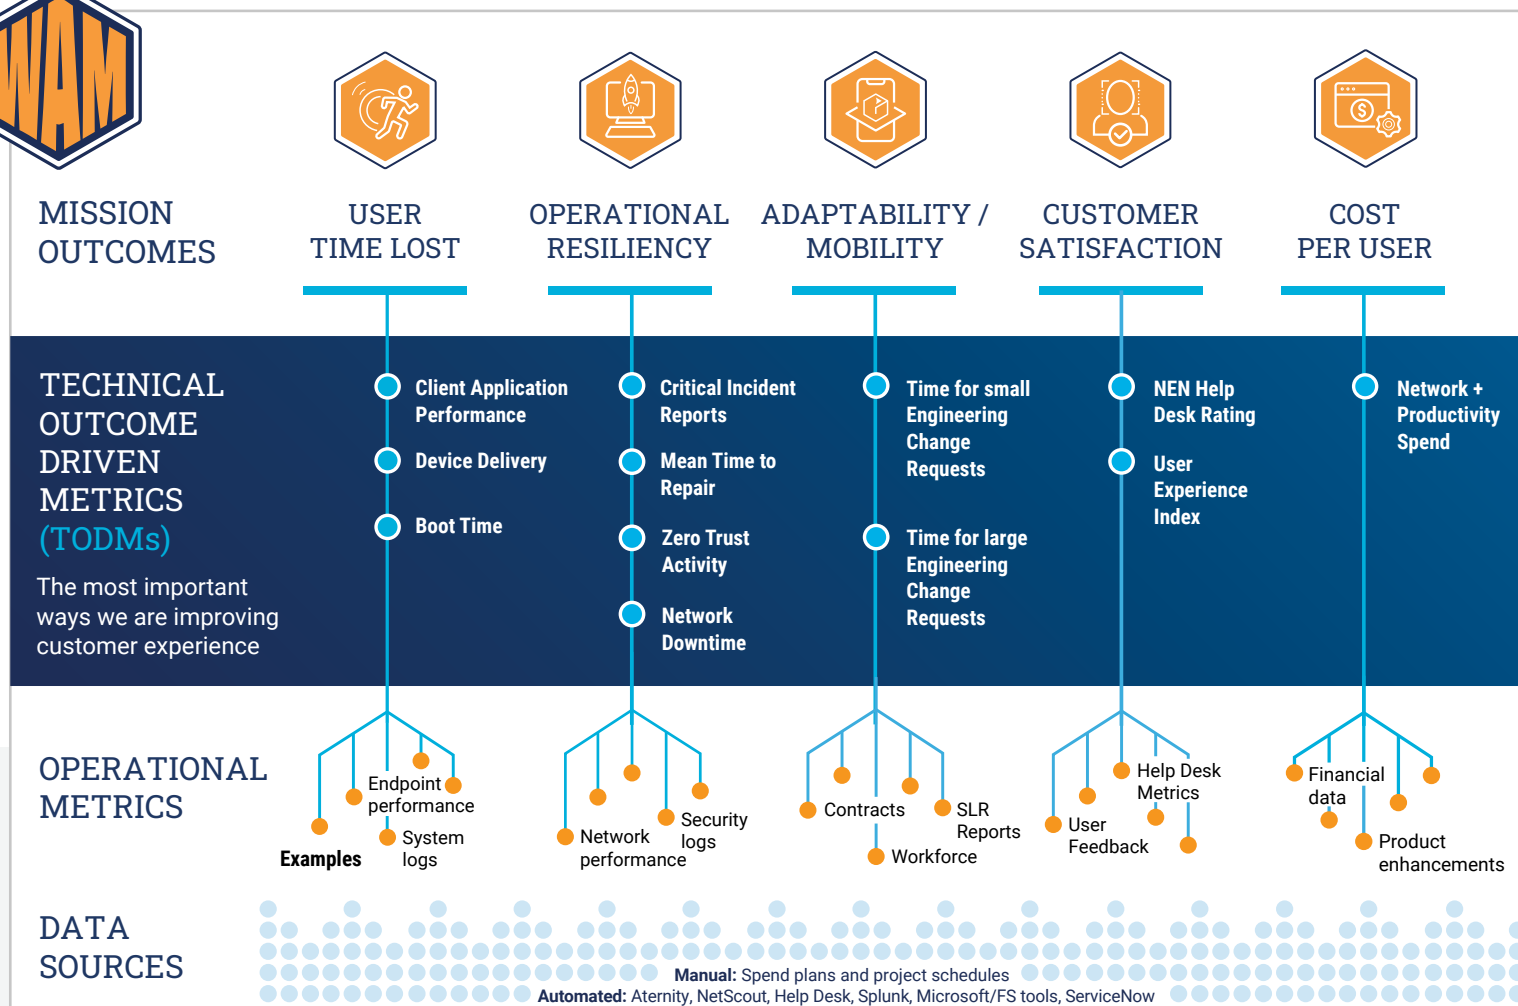 WAM
MISSION
OUTCOMES
USER
TIME LOST
OPERATIONAL
RESILIENCY
ADAPTABILITY /
MOBILITY
CUSTOMER
SATISFACTION
COST
PER USER
TECHNICAL
OUTCOME
DRIVEN
METRICS
(TODMs)
The most important
ways we are improving
customer experience
Client Application
Performance
Device Delivery
Boot Time
Critical Incident
Reports
Mean Time to
Repair
Zero Trust
Activity
Network
Downtime
Time for small
Engineering
Change
Requests
Time for large
Engineering
Change
Requests
NEN Help
Desk Rating
User
Experience
Index
Network +
Productivity
Spend
OPERATIONAL
METRICS
Examples
Endpoint
performance
System
logs
Network
performance
Security
logs
Contracts
Workforce
SLR
Reports
User
Feedback
Help Desk
Metrics
Financial
data
Product
enhancements
DATA
SOURCES
Manual: Spend plans and project schedules
Automated: Aternity, NetScout, Help Desk, Splunk, Microsoft/FS tools, ServiceNow